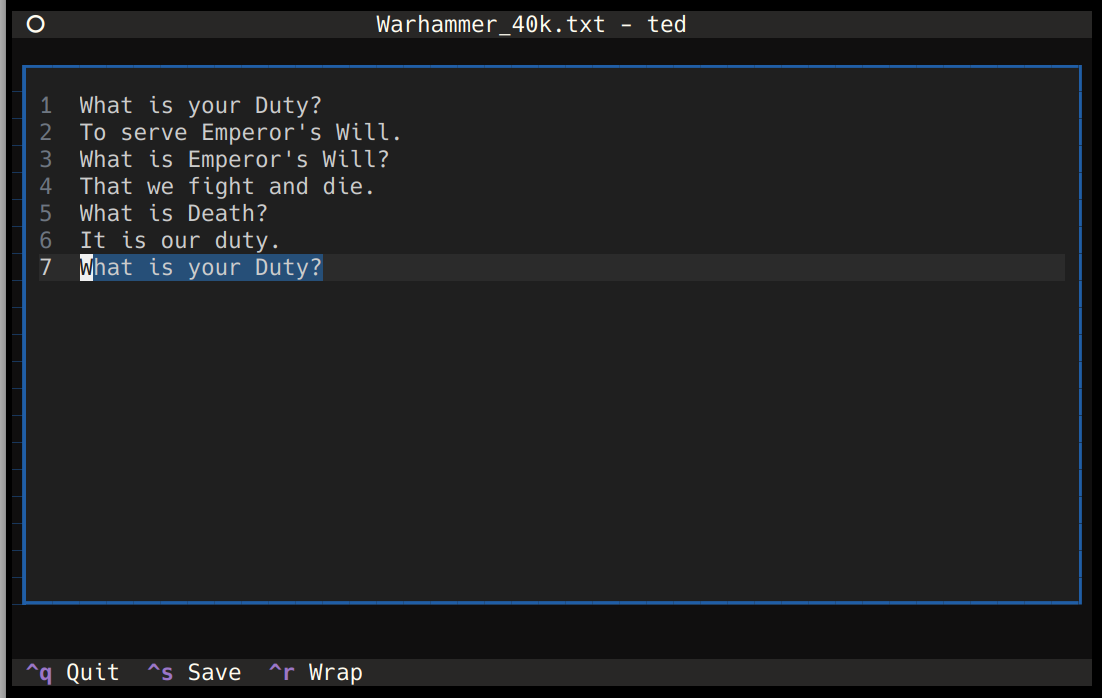 Warhammer_40k.txt - ted
1 What is your Duty?
2 To serve Emperor's Will.
3 What is Emperor's Will?
4 That we fight and die.
5 What is Death?
6 It is our duty.
7 What is your Duty?
^q Quit ^s Save ^r Wrap